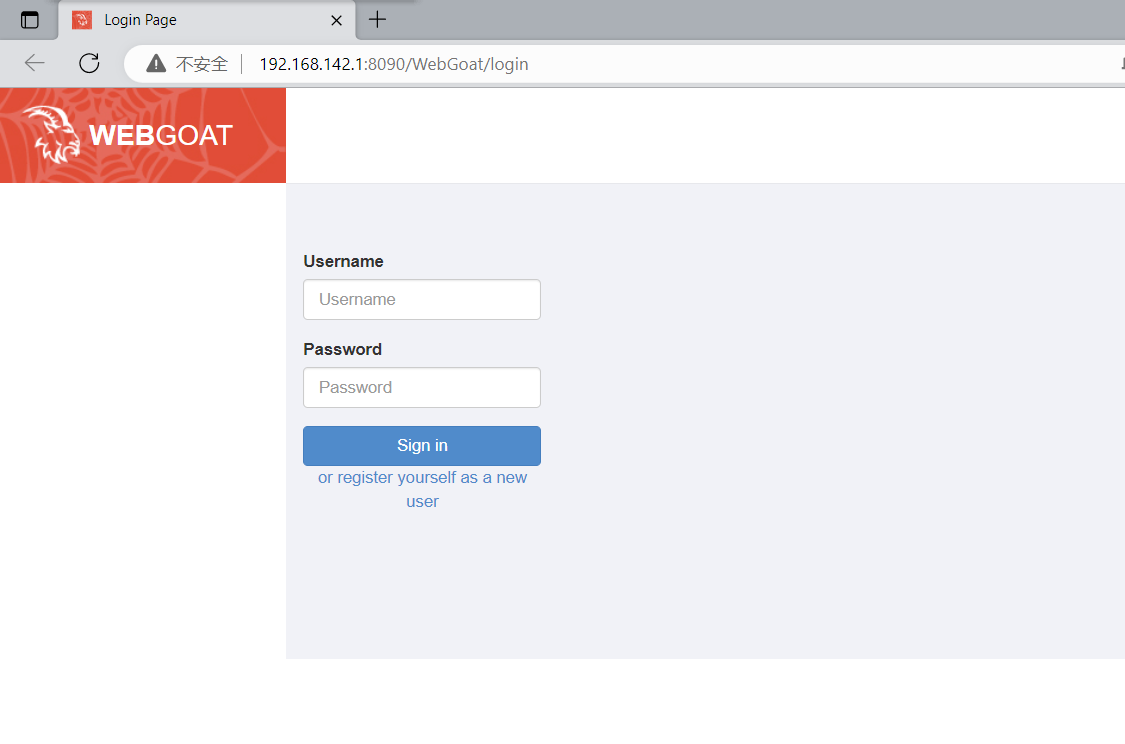 Login Page
不安全 192.168.142.1:8090/WebGoat/login
WEBGOAT
Username
Username
Password
Password
Sign in
or register yourself as a new
user